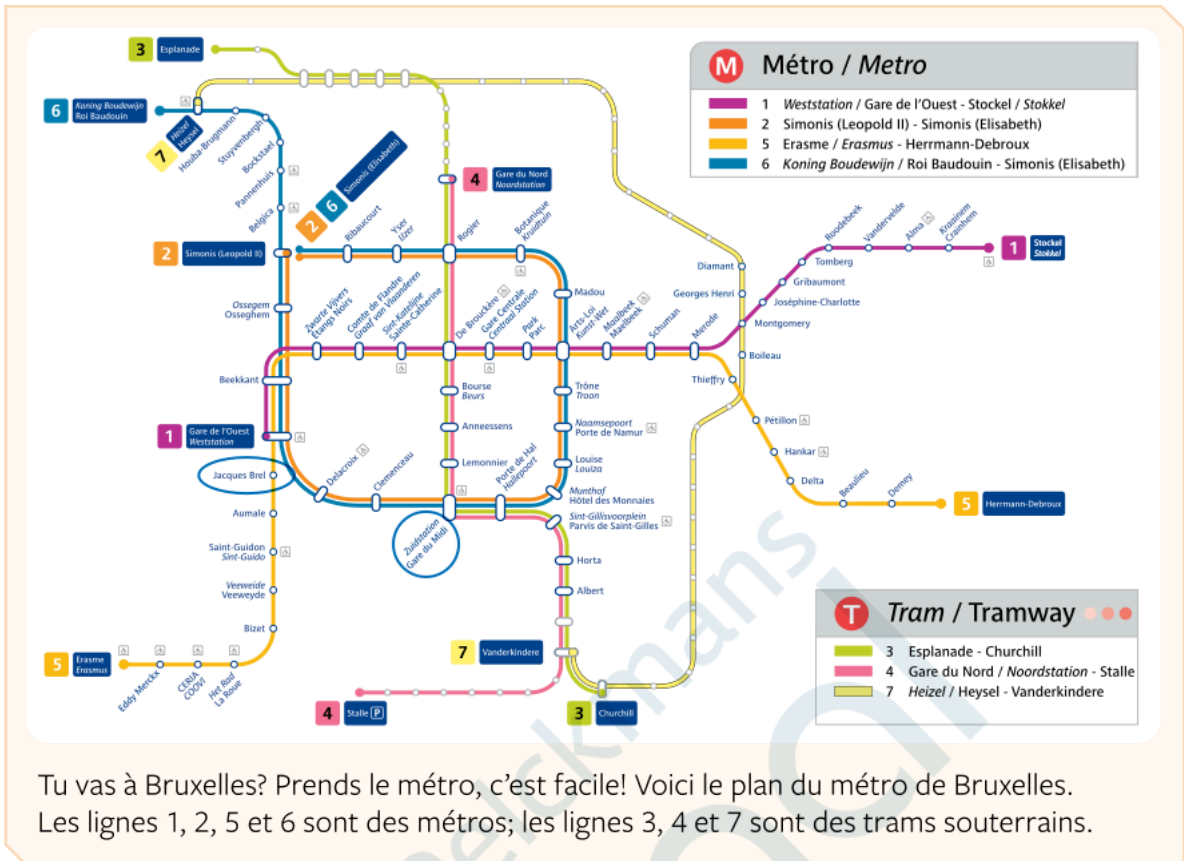 3 Esplanade
6 Koning Boudewijn
Roi Baudouin
7 Heizel
Heysel
Houba-Brugmann
Stuyvenbergh
Bockstael
Pannenhuis
Belgica
2 6 Simonis (Elisabeth)
4 Gare du Nord
Noordstation
2 Simonis (Leopold II)
Ribaucourt
Yser
IJzer
Rogier
Botanique
Kruidtuin
Madou
Ossegem
Osseghem
Zwarte Vijvers
Etangs Noirs
Comte de Flandre
Graaf van Vlaanderen
Sint-Katelijne
Sainte-Catherine
De Brouckère
Gare Centrale
Centraal Station
Park
Parc
Arts-Loi
Kunst-Wet
Maalbeek
Maelbeek
Schuman
Merode
Diamant
Georges Henri
Montgomery
Joséphine-Charlotte
Gribaumont
Tomberg
Roodebeek
Vandervelde
Alma
Kraainem
Crainhem
1 Stockel
Stokkel
Boileau
Thieffry
Pétillon
Hankar
Delta
Beaulieu
Demey
5 Herrmann-Debroux
Beekkant
1 Gare de l'Ouest
Weststation
Jacques Brel
Aumale
Saint-Guidon
Sint-Guido
Veeweide
Veeweyde
Bizet
5 Erasme
Erasmus
Eddy Merckx
CERIA
COOVI
Het Rad
La Roue
Delacroix
Clemenceau
Bourse
Beurs
Anneessens
Lemonnier
Zuidstation
Gare du Midi
Porte de Hal
Hallepoort
Trône
Troon
Naamsepoort
Porte de Namur
Louise
Louiza
Munthof
Hôtel des Monnaies
Sint-Gillisvoorplein
Parvis de Saint-Gilles
Horta
Albert
7 Vanderkindere
4 Stalle P
3 Churchill
M Métro / Metro
1 Weststation / Gare de l'Ouest - Stockel / Stokkel
2 Simonis (Leopold II) - Simonis (Elisabeth)
5 Erasme / Erasmus - Herrmann-Debroux
6 Koning Boudewijn / Roi Baudouin - Simonis (Elisabeth)
T Tram / Tramway
3 Esplanade - Churchill
4 Gare du Nord / Noordstation - Stalle
7 Heizel / Heysel - Vanderkindere
Tu vas à Bruxelles? Prends le métro, c'est facile! Voici le plan du métro de Bruxelles.
Les lignes 1, 2, 5 et 6 sont des métros; les lignes 3, 4 et 7 sont des trams souterrains.